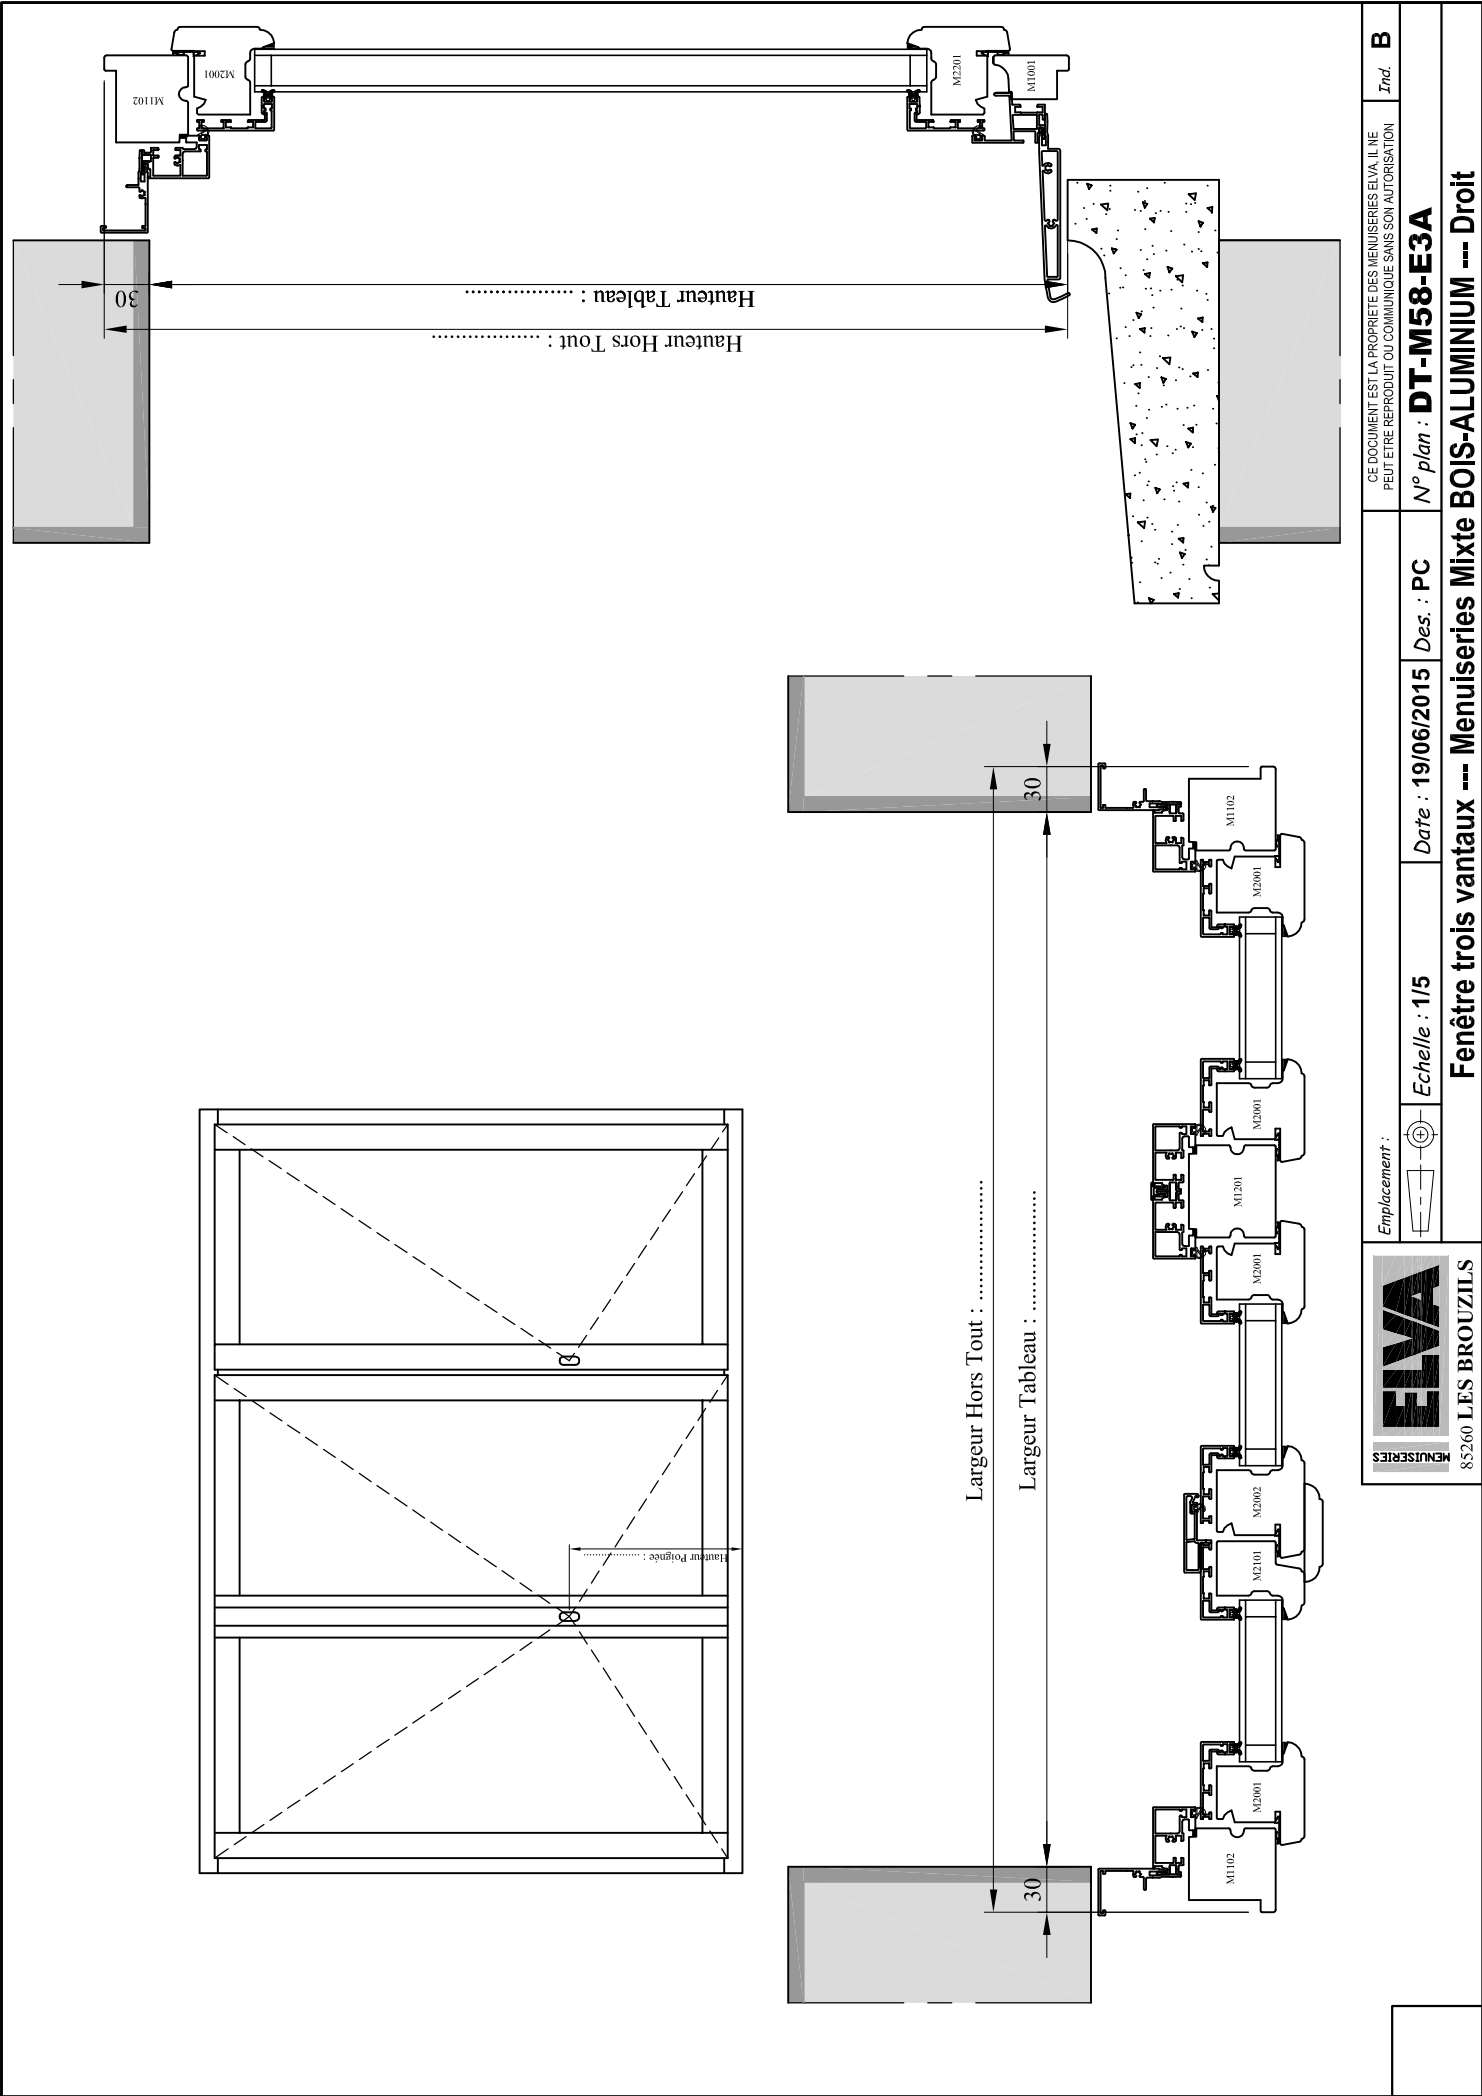 Hauteur Poignée : ...................
M1102
M2001
M2201
M1001
30
Hauteur Tableau : ..................
Hauteur Hors Tout : ..................
Largeur Hors Tout : ....................
Largeur Tableau : ....................
30
30
M1102
M2001
M2101
M2002
M2001
M1201
M2001
M2001
M1102
MENUISERIES
ELVA
85260 LES BROUZILS
Emplacement :
CE DOCUMENT EST LA PROPRIETE DES MENUISERIES ELVA, IL NE
PEUT ETRE REPRODUIT OU COMMUNIQUE SANS SON AUTORISATION
Ind. B
Echelle : 1/5
Date : 19/06/2015
Des. : PC
N° plan : DT-M58-E3A
Fenêtre trois vantaux --- Menuiseries Mixte BOIS-ALUMINIUM --- Droit